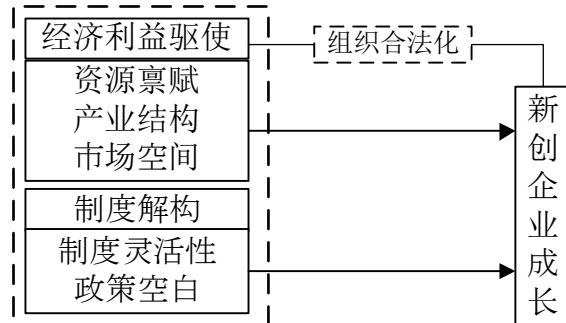 经济利益驱使
组织合法化
资源禀赋
产业结构
市场空间
制度解构
制度灵活性
政策空白
新创企业成长